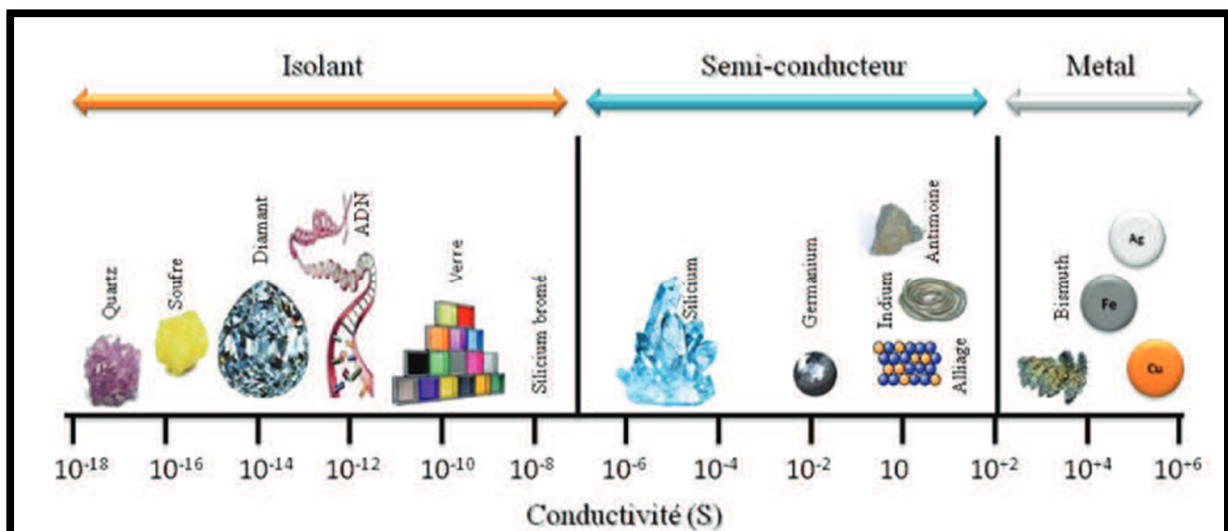 Isolant
Semi-conducteur
Metal
Quartz
Soufre
Diamant
ADN
Verre
Silicium bromé
Silicium
Germanium
Indium
Antimoine
Alliage
Bismuth
Ag
Fe
Cu
10-18 10-16 10-14 10-12 10-10 10-8 10-6 10-4 10-2 10 10+2 10+4 10+6
Conductivité (S)